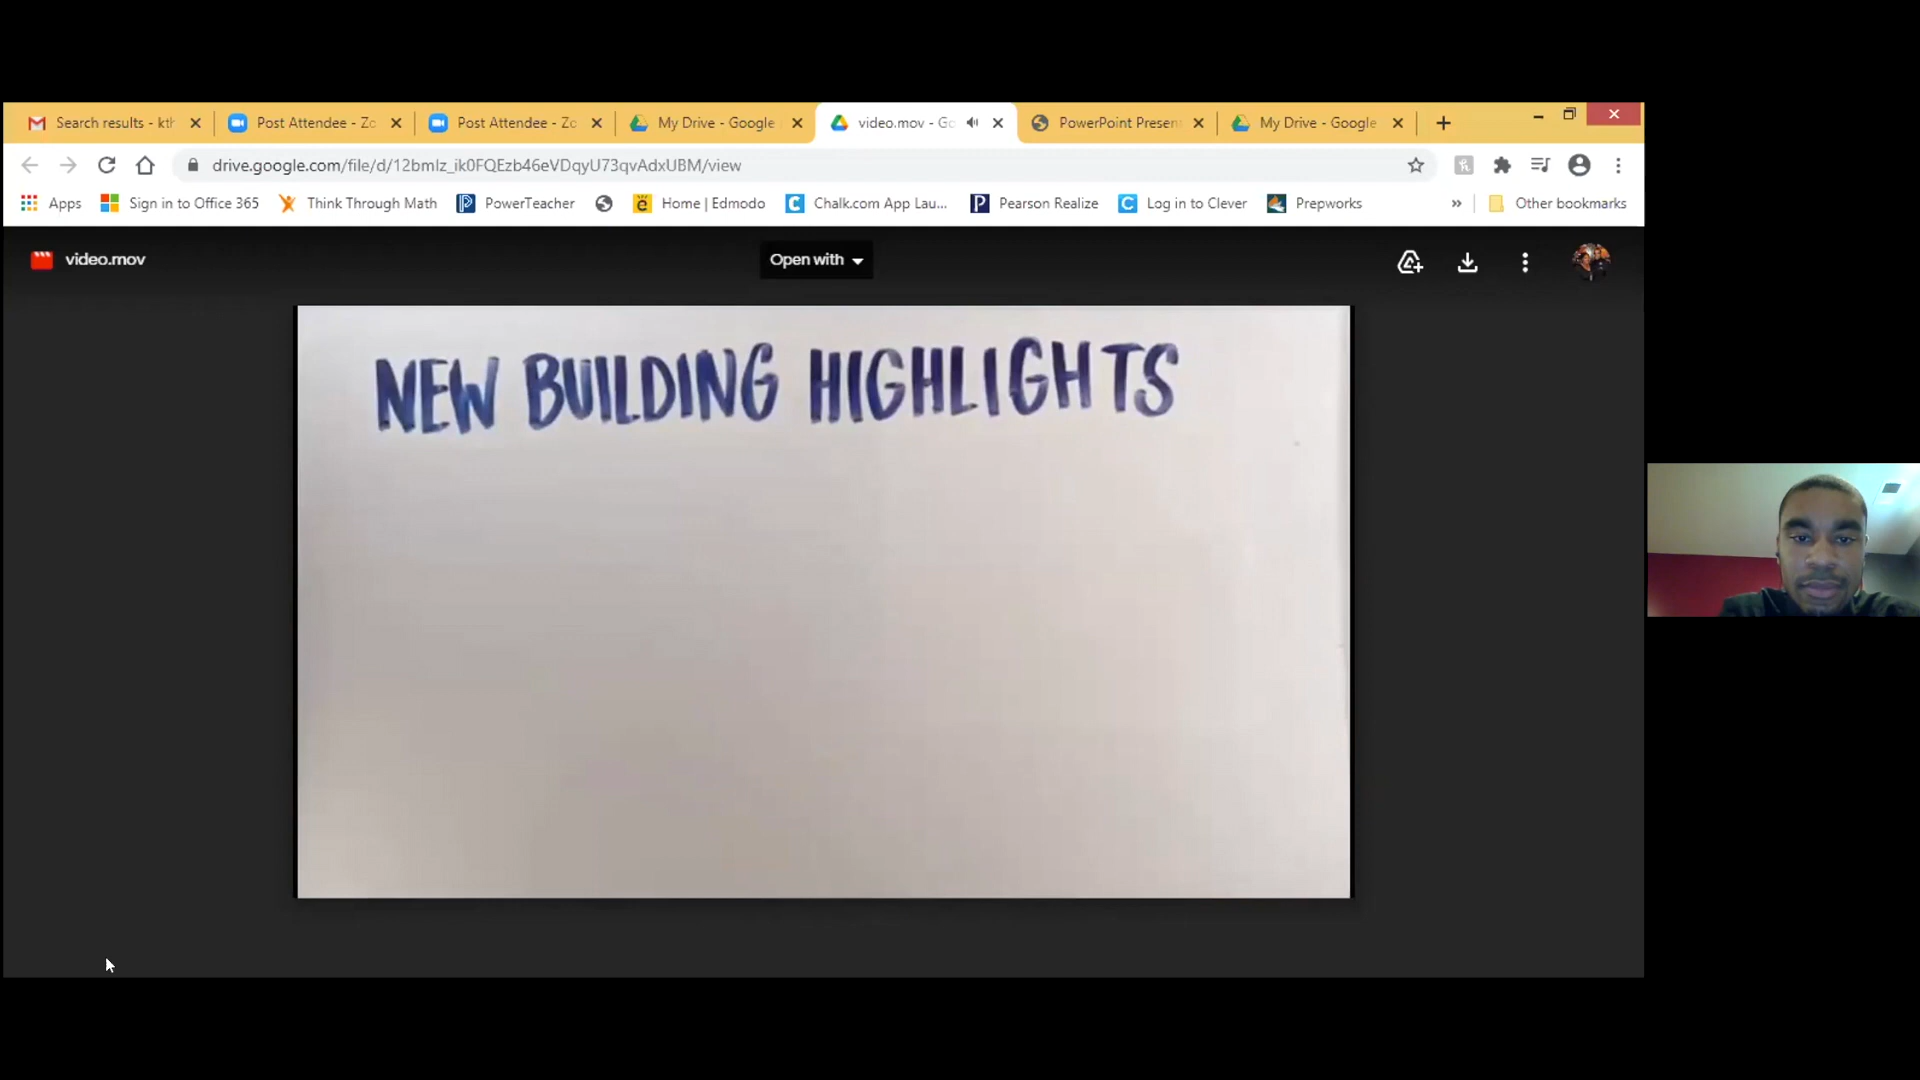 Search results - kth
Post Attendee - Zo
Post Attendee - Zo
My Drive - Google
video.mov - Go
PowerPoint Presen
My Drive - Google
drive.google.com/file/d/12bmlz_ik0FQEzb46eVDqyU73qvAdxUBM/view
Apps Sign in to Office 365 Think Through Math PowerTeacher Home | Edmodo Chalk.com App Lau... Pearson Realize Log in to Clever Prepworks » Other bookmarks
video.mov Open with
NEW BUILDING HIGHLIGHTS